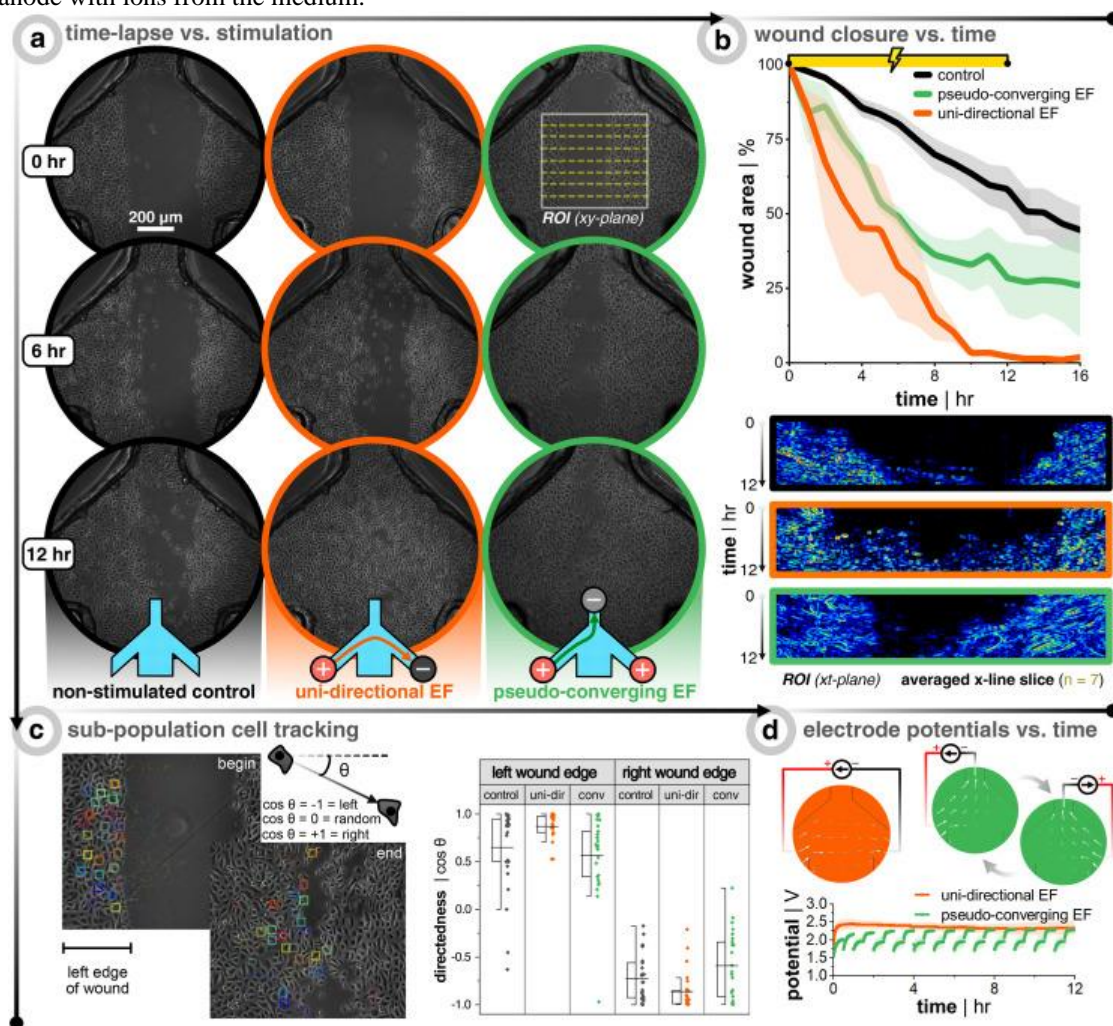 anode with ions from the medium.
a time-lapse vs. stimulation
0 hr
200 µm
ROI (xy-plane)
6 hr
12 hr
+ - + - +
non-stimulated control
uni-directional EF
pseudo-converging EF
b wound closure vs. time
control
pseudo-converging EF
uni-directional EF
wound area | %
100
75
50
25
0
0 4 8 12 16
time | hr
time | hr
0
12
0
12
0
12
ROI (xt-plane) averaged x-line slice (n = 7)
c sub-population cell tracking
begin
θ
cos θ = -1 = left
cos θ = 0 = random
cos θ = +1 = right
end
left edge
of wound
left wound edge right wound edge
control uni-dir conv control uni-dir conv
directedness | cos θ
1.0
0.5
0.0
-0.5
-1.0
d electrode potentials vs. time
+ - + - - +
uni-directional EF
pseudo-converging EF
potential | V
3.0
2.5
2.0
1.5
1.0
0 4 8 12
time | hr